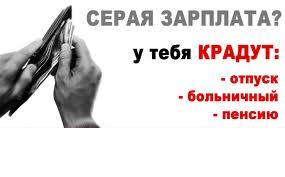 СЕРАЯ ЗАРПЛАТА?
у тебя КРАДУТ:
- отпуск
- больничный
- пенсию